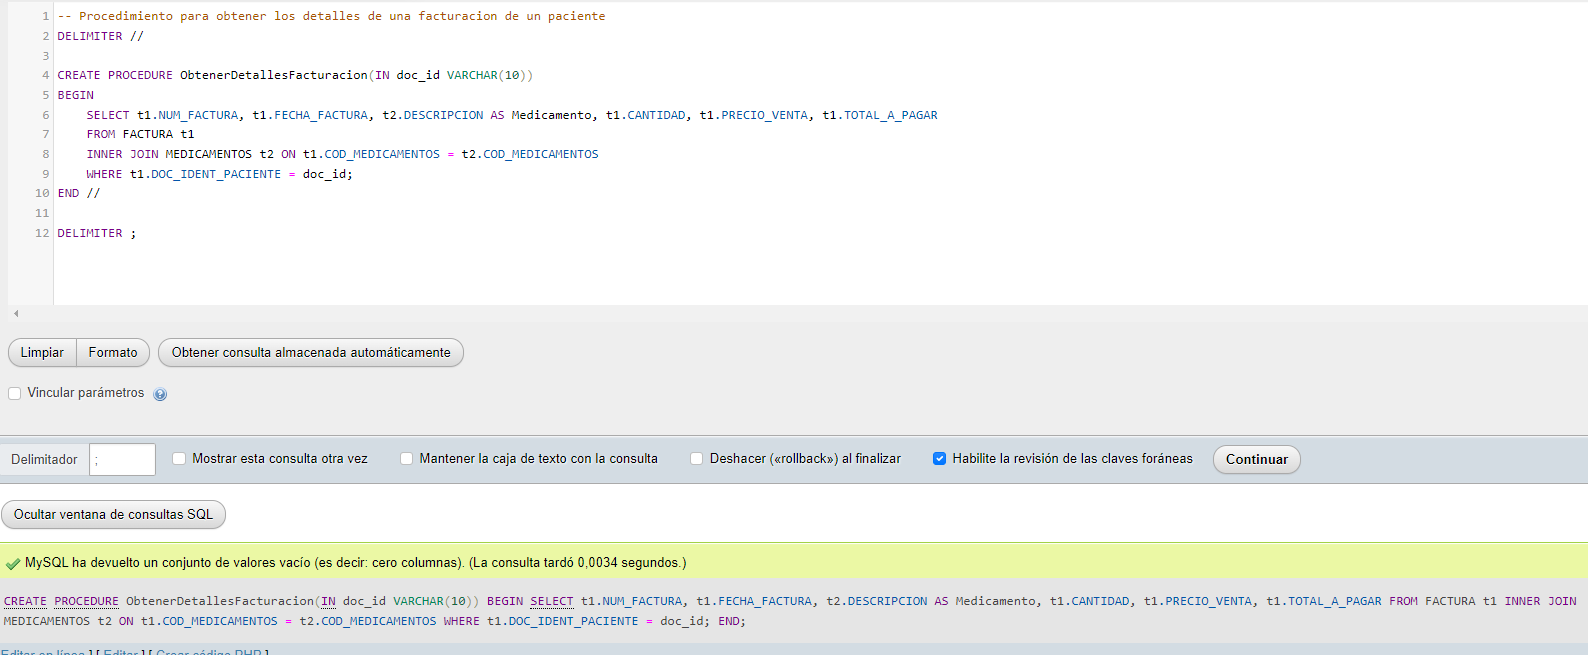 1 -- Procedimiento para obtener los detalles de una facturacion de un paciente
2 DELIMITER //
3
4 CREATE PROCEDURE ObtenerDetallesFacturacion(IN doc_id VARCHAR(10))
5 BEGIN
6 SELECT t1.NUM_FACTURA, t1.FECHA_FACTURA, t2.DESCRIPCION AS Medicamento, t1.CANTIDAD, t1.PRECIO_VENTA, t1.TOTAL_A_PAGAR
7 FROM FACTURA t1
8 INNER JOIN MEDICAMENTOS t2 ON t1.COD_MEDICAMENTOS = t2.COD_MEDICAMENTOS
9 WHERE t1.DOC_IDENT_PACIENTE = doc_id;
10 END //
11
12 DELIMITER ;
Limpiar Formato Obtener consulta almacenada automáticamente
Vincular parámetros
Delimitador ; Mostrar esta consulta otra vez Mantener la caja de texto con la consulta Deshacer («rollback») al finalizar Habilite la revisión de las claves foráneas Continuar
Ocultar ventana de consultas SQL
MySQL ha devuelto un conjunto de valores vacío (es decir: cero columnas). (La consulta tardó 0,0034 segundos.)
CREATE PROCEDURE ObtenerDetallesFacturacion(IN doc_id VARCHAR(10)) BEGIN SELECT t1.NUM_FACTURA, t1.FECHA_FACTURA, t2.DESCRIPCION AS Medicamento, t1.CANTIDAD, t1.PRECIO_VENTA, t1.TOTAL_A_PAGAR FROM FACTURA t1 INNER JOIN
MEDICAMENTOS t2 ON t1.COD_MEDICAMENTOS = t2.COD_MEDICAMENTOS WHERE t1.DOC_IDENT_PACIENTE = doc_id; END;
Editar en línea ] [ Editar ] [ Crear código PHP ]